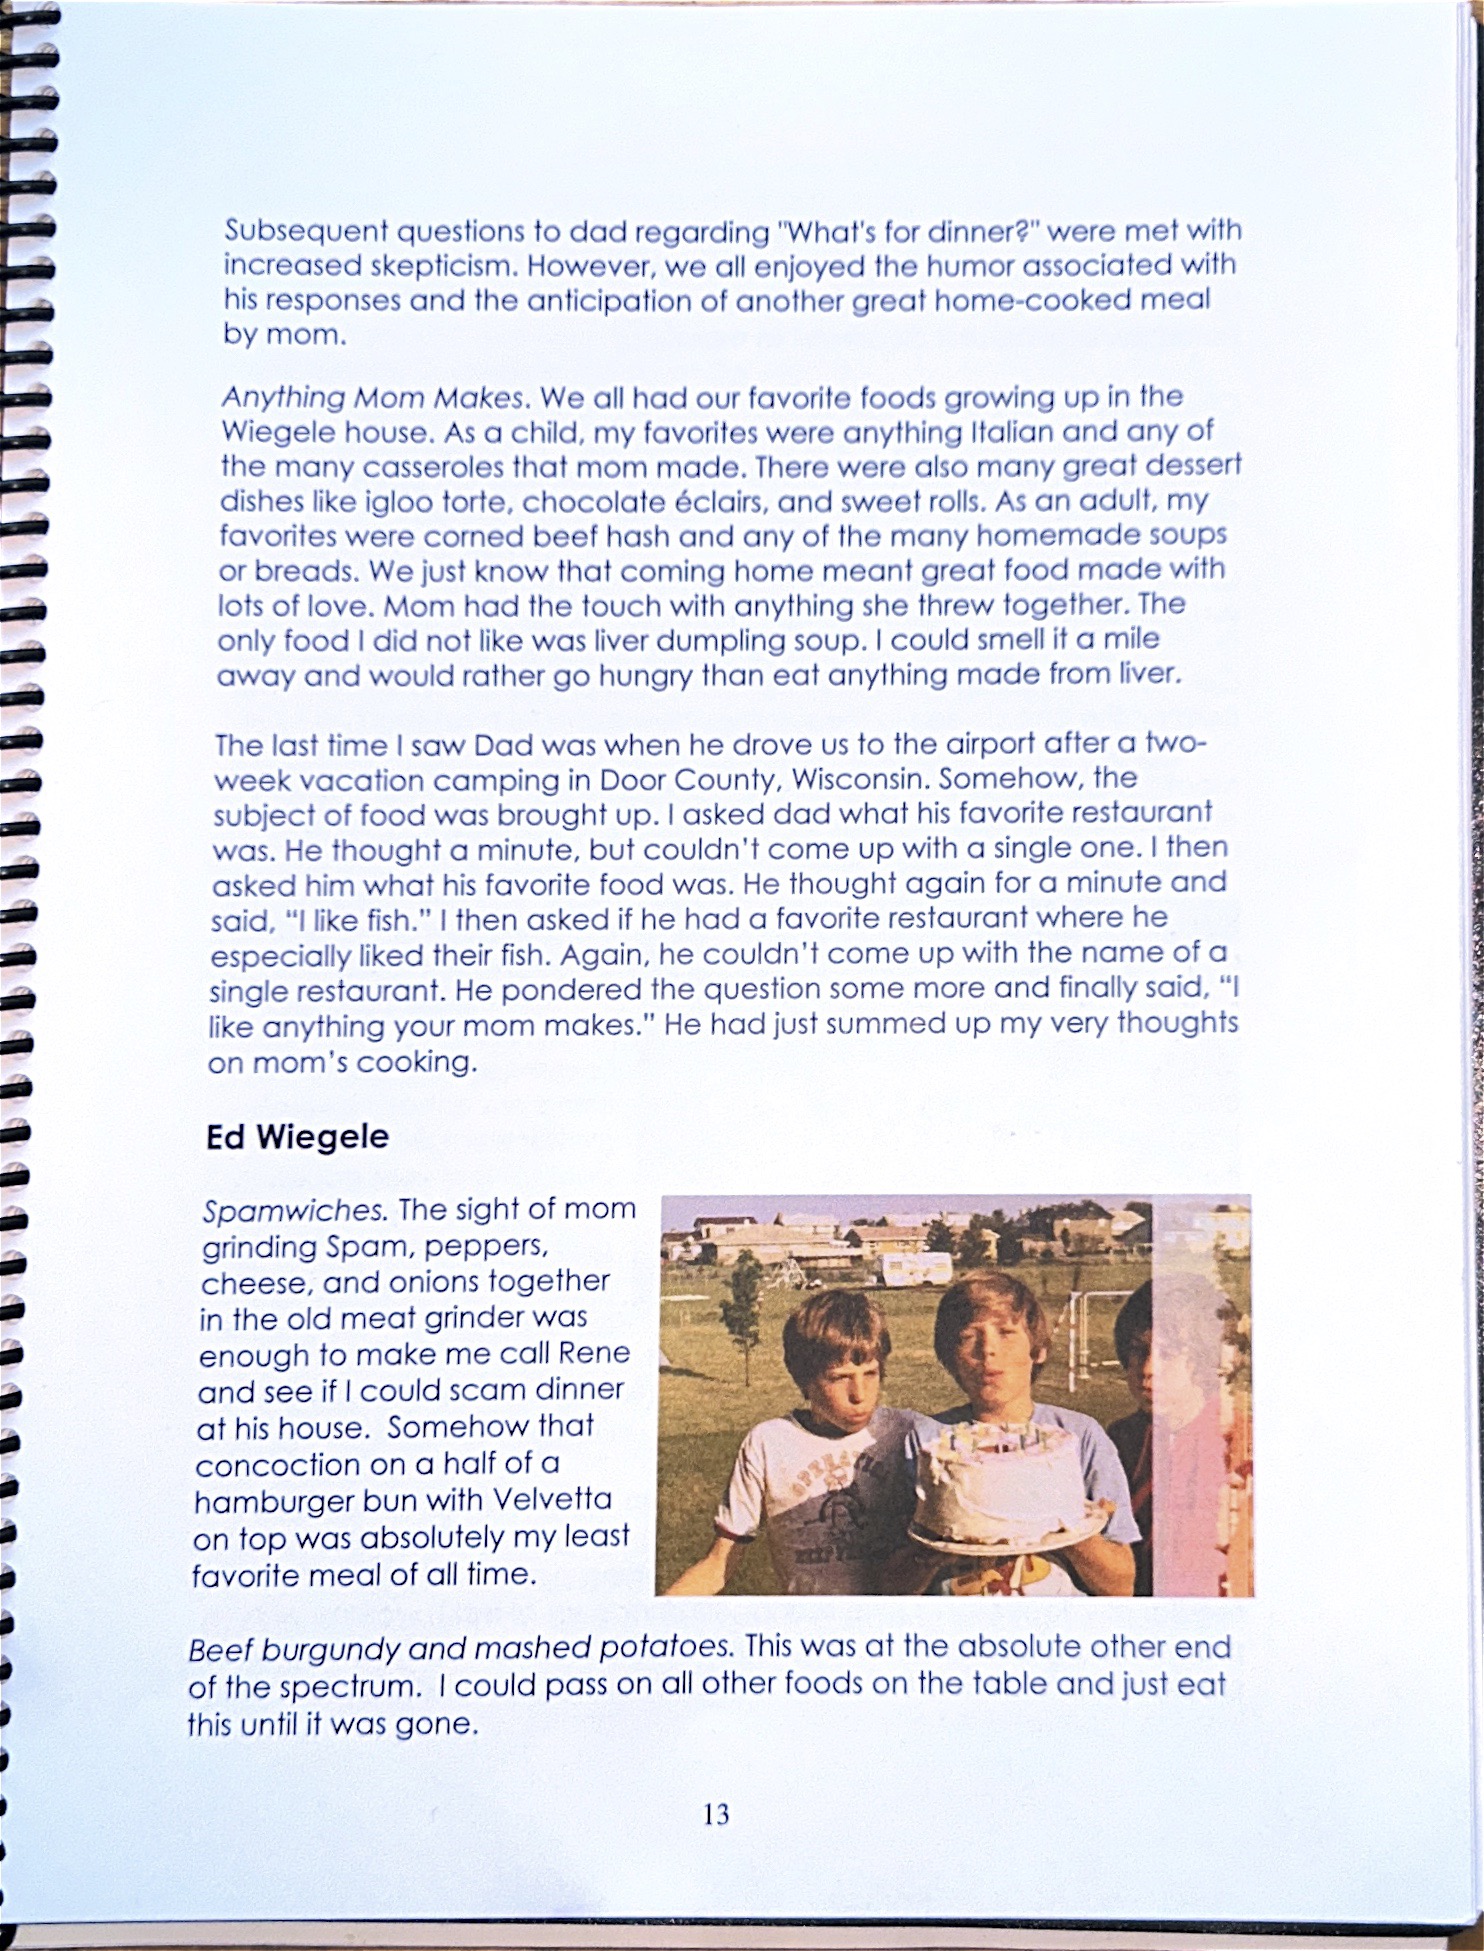 Subsequent questions to dad regarding "What's for dinner?" were met with
increased skepticism. However, we all enjoyed the humor associated with
his responses and the anticipation of another great home-cooked meal
by mom.
Anything Mom Makes. We all had our favorite foods growing up in the
Wiegele house. As a child, my favorites were anything Italian and any of
the many casseroles that mom made. There were also many great dessert
dishes like igloo torte, chocolate éclairs, and sweet rolls. As an adult, my
favorites were corned beef hash and any of the many homemade soups
or breads. We just know that coming home meant great food made with
lots of love. Mom had the touch with anything she threw together. The
only food I did not like was liver dumpling soup. I could smell it a mile
away and would rather go hungry than eat anything made from liver.
The last time I saw Dad was when he drove us to the airport after a two-
week vacation camping in Door County, Wisconsin. Somehow, the
subject of food was brought up. I asked dad what his favorite restaurant
was. He thought a minute, but couldn't come up with a single one. I then
asked him what his favorite food was. He thought again for a minute and
said, “I like fish.” I then asked if he had a favorite restaurant where he
especially liked their fish. Again, he couldn't come up with the name of a
single restaurant. He pondered the question some more and finally said, “I
like anything your mom makes.” He had just summed up my very thoughts
on mom's cooking.
Ed Wiegele
Spamwiches. The sight of mom
grinding Spam, peppers,
cheese, and onions together
in the old meat grinder was
enough to make me call Rene
and see if I could scam dinner
at his house.  Somehow that
concoction on a half of a
hamburger bun with Velvetta
on top was absolutely my least
favorite meal of all time.
Beef burgundy and mashed potatoes. This was at the absolute other end
of the spectrum.  I could pass on all other foods on the table and just eat
this until it was gone.
13